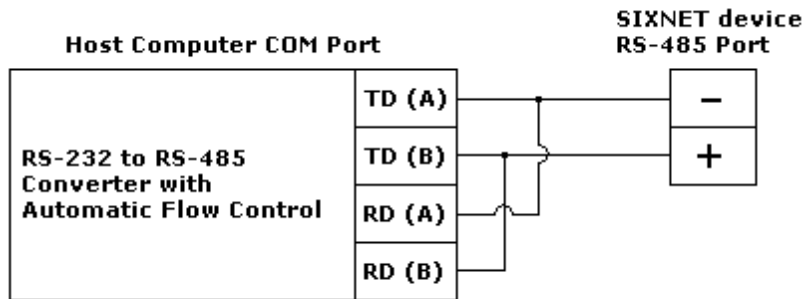 SIXNET device
RS-485 Port
Host Computer COM Port
TD (A)
TD (B)
RD (A)
RD (B)
RS-232 to RS-485
Converter with
Automatic Flow Control
−
+